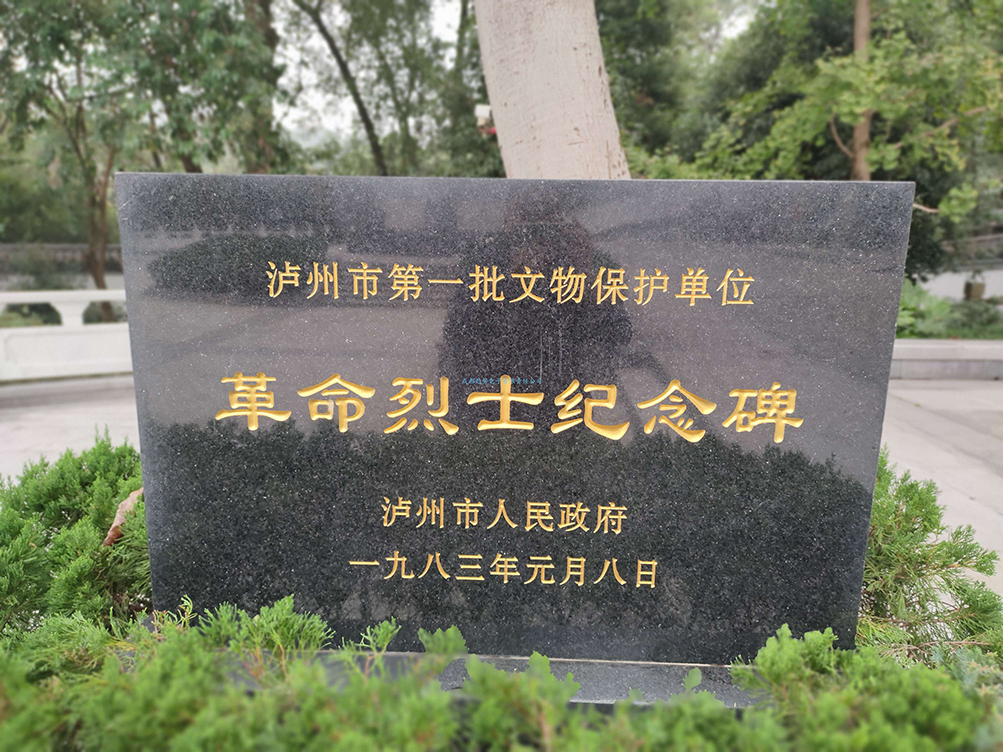 泸州市第一批文物保护单位
革命烈士纪念碑
泸州市人民政府
一九八三年元月八日